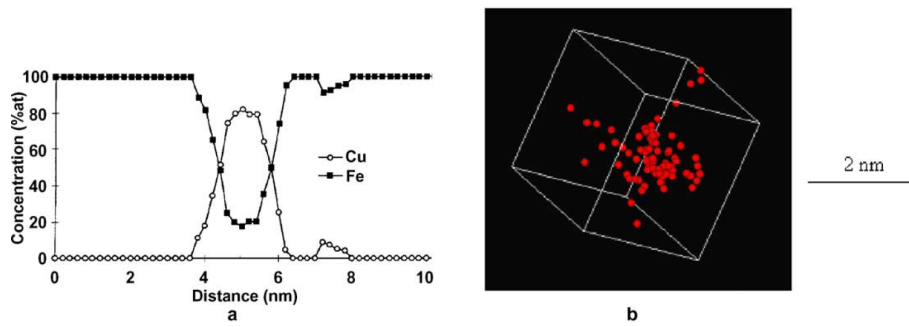 Concentration (%at)
100
80
60
40
20
0
Cu
Fe
0 2 4 6 8 10
Distance (nm)
a
b
2 nm